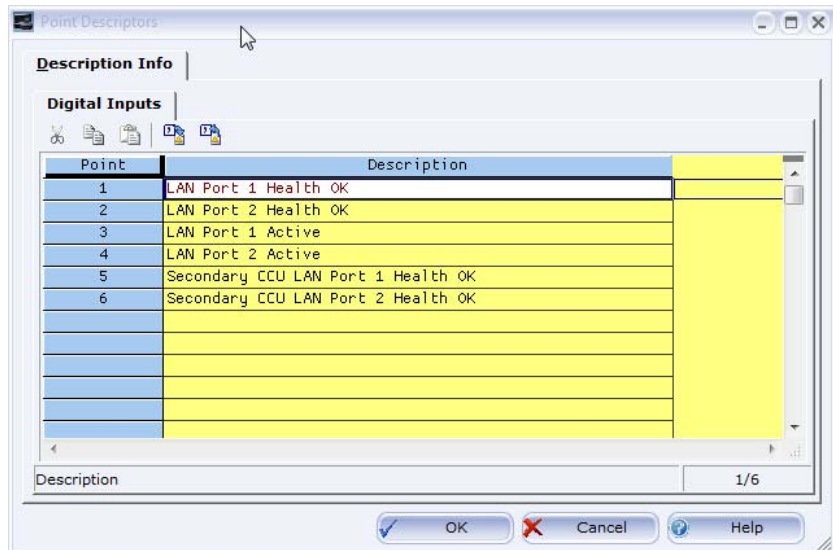 Point Descriptors
Description Info
Digital Inputs
Point Description
1 LAN Port 1 Health OK
2 LAN Port 2 Health OK
3 LAN Port 1 Active
4 LAN Port 2 Active
5 Secondary CCU LAN Port 1 Health OK
6 Secondary CCU LAN Port 2 Health OK
Description 1/6
OK Cancel Help